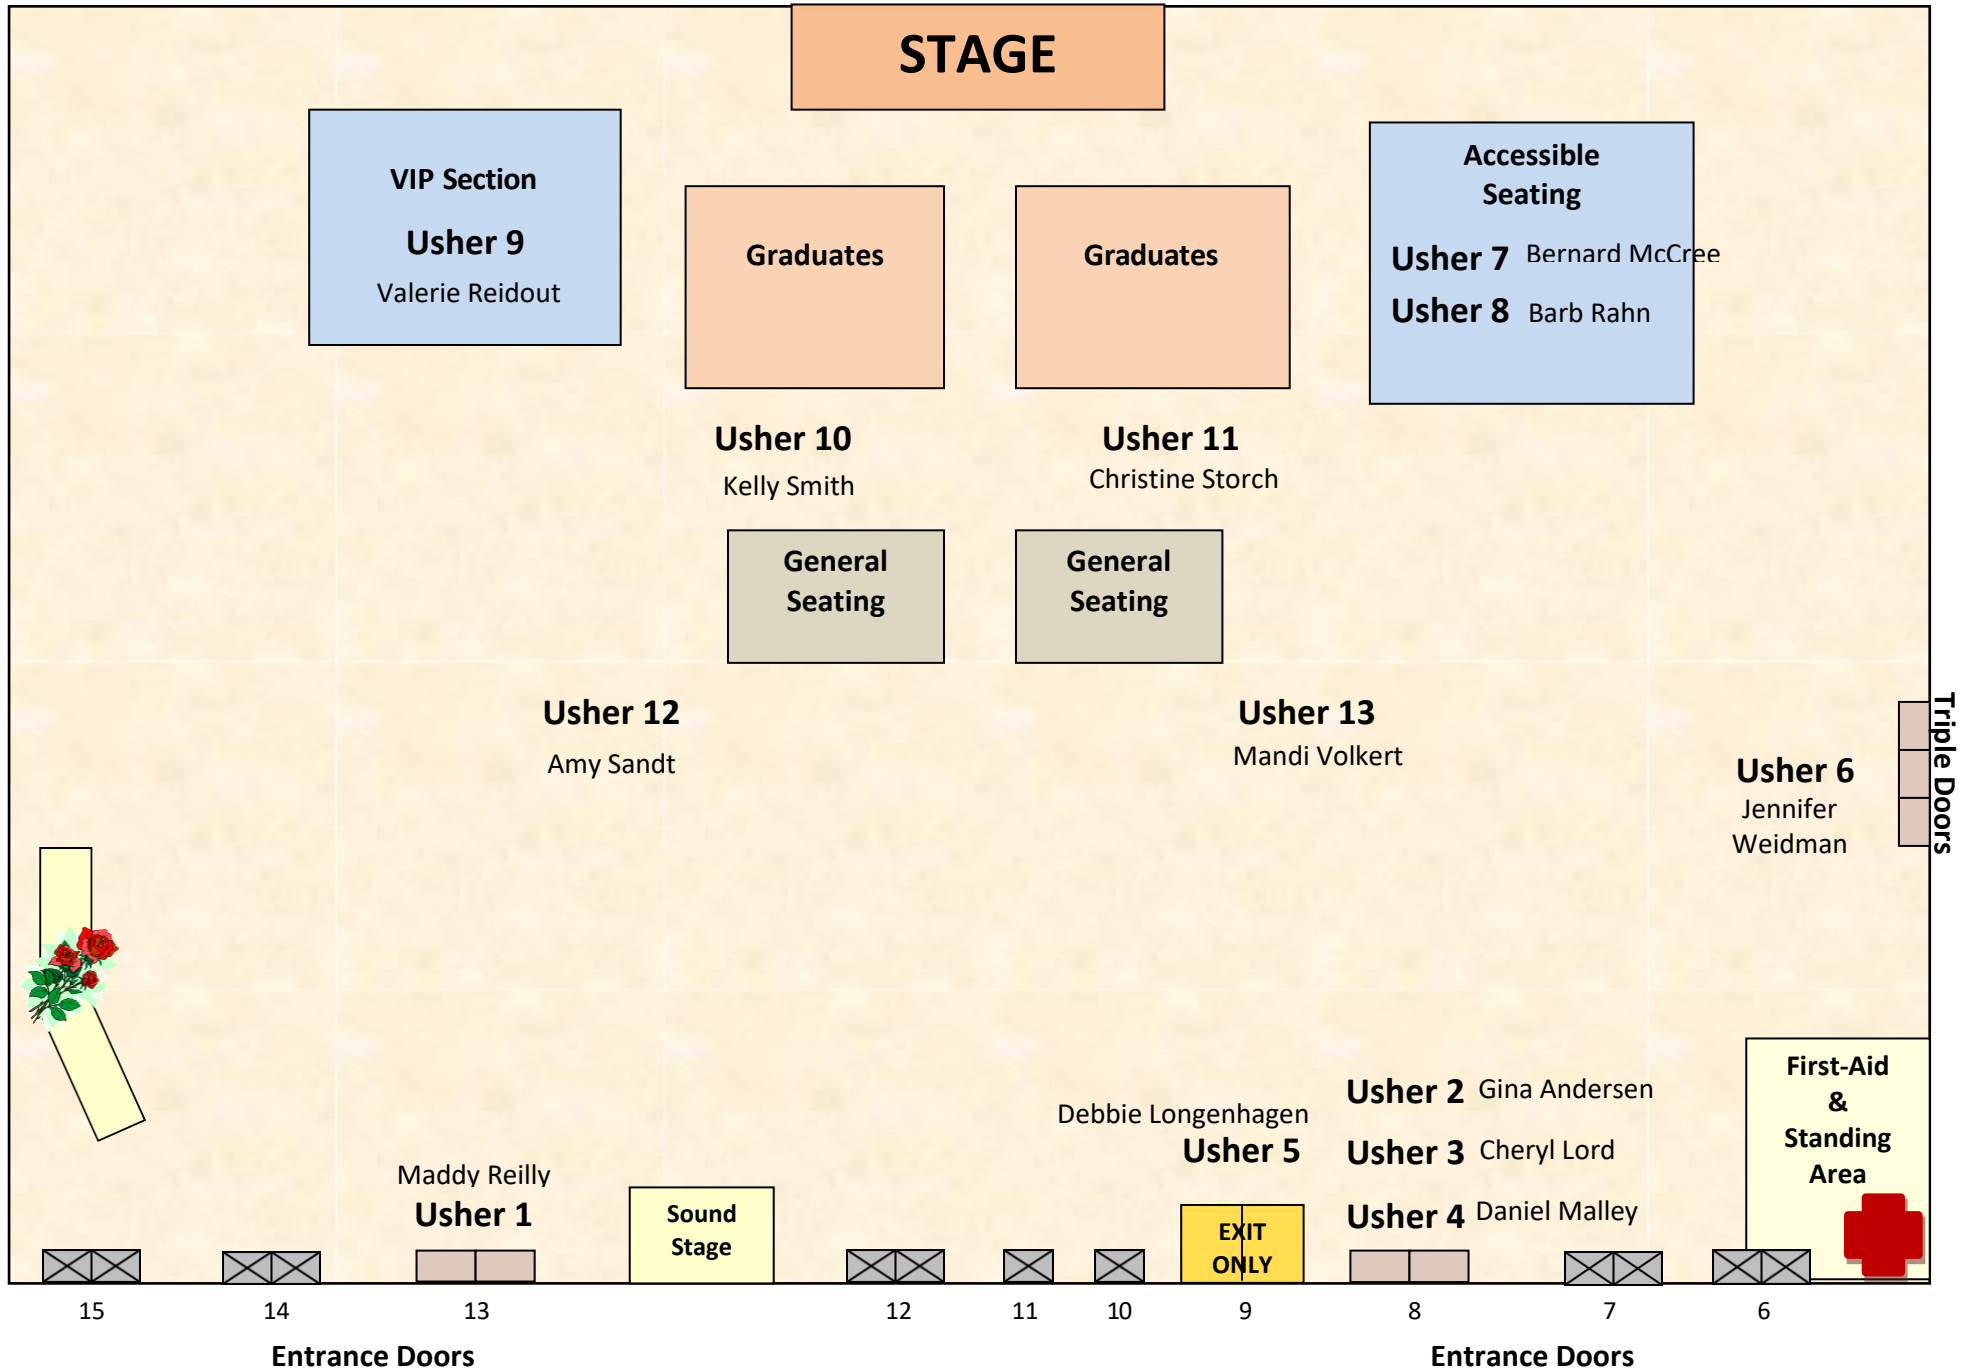 STAGE
VIP Section
Usher 9
Valerie Reidout
Graduates
Graduates
Accessible
Seating
Usher 7 Bernard McCree
Usher 8 Barb Rahn
Usher 10
Kelly Smith
Usher 11
Christine Storch
General
Seating
General
Seating
Usher 12
Amy Sandt
Usher 13
Mandi Volkert
Usher 6
Jennifer
Weidman
Triple Doors
Maddy Reilly
Usher 1
Sound
Stage
Debbie Longenhagen
Usher 5
EXIT
ONLY
Usher 2 Gina Andersen
Usher 3 Cheryl Lord
Usher 4 Daniel Malley
First-Aid
&
Standing
Area
15 14 13 12 11 10 9 8 7 6
Entrance Doors Entrance Doors